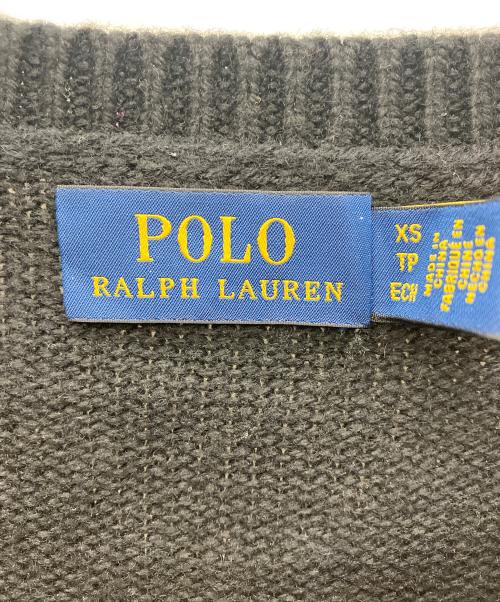 POLO
RALPH LAUREN
XS
TP
ECH
MADE IN
CHINA
FABRIQUÉ EN
CHINE
HECHO EN
CHINA